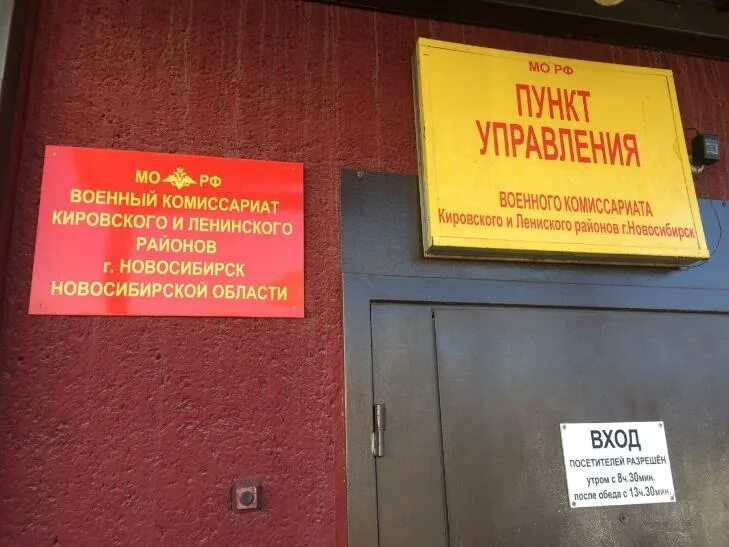 МО РФ
ВОЕННЫЙ КОМИССАРИАТ
КИРОВСКОГО И ЛЕНИНСКОГО
РАЙОНОВ
г. НОВОСИБИРСК
НОВОСИБИРСКОЙ ОБЛАСТИ
МО РФ
ПУНКТ
УПРАВЛЕНИЯ
ВОЕННОГО КОМИССАРИАТА
Кировского и Лениского районов г.Новосибирск
ВХОД
ПОСЕТИТЕЛЕЙ РАЗРЕШЁН
утром с 8ч.30мин.
после обеда с 13ч.30мин.